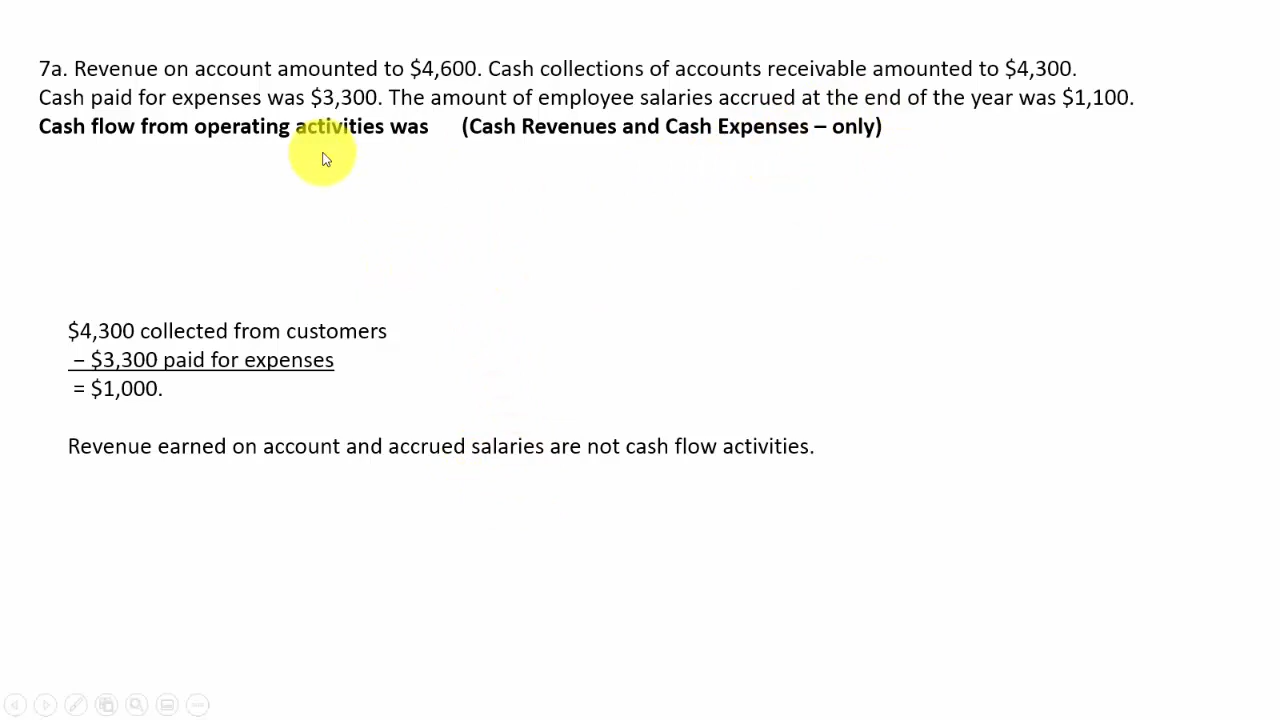 7a. Revenue on account amounted to $4,600. Cash collections of accounts receivable amounted to $4,300.
Cash paid for expenses was $3,300. The amount of employee salaries accrued at the end of the year was $1,100.
Cash flow from operating activities was (Cash Revenues and Cash Expenses – only)
$4,300 collected from customers
− $3,300 paid for expenses
= $1,000.
Revenue earned on account and accrued salaries are not cash flow activities.